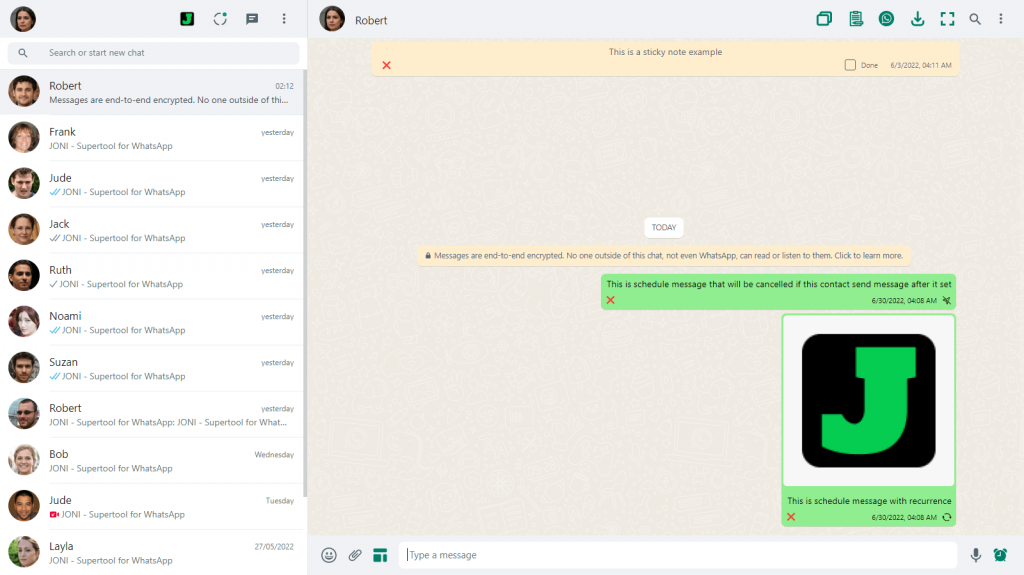 J
Search or start new chat
Robert
02:12
Messages are end-to-end encrypted. No one outside of thi...
Frank
yesterday
JONI - Supertool for WhatsApp
Jude
yesterday
JONI - Supertool for WhatsApp
Jack
yesterday
JONI - Supertool for WhatsApp
Ruth
yesterday
JONI - Supertool for WhatsApp
Noami
yesterday
JONI - Supertool for WhatsApp
Suzan
yesterday
JONI - Supertool for WhatsApp
Robert
yesterday
JONI - Supertool for WhatsApp: JONI - Supertool for What...
Bob
Wednesday
JONI - Supertool for WhatsApp
Jude
Tuesday
JONI - Supertool for WhatsApp
Layla
27/05/2022
JONI - Supertool for WhatsApp
Robert
This is a sticky note example
Done 6/3/2022, 04:11 AM
TODAY
Messages are end-to-end encrypted. No one outside of this chat, not even WhatsApp, can read or listen to them. Click to learn more.
This is schedule message that will be cancelled if this contact send message after it set
6/30/2022, 04:08 AM
J
This is schedule message with recurrence
6/30/2022, 04:08 AM
Type a message